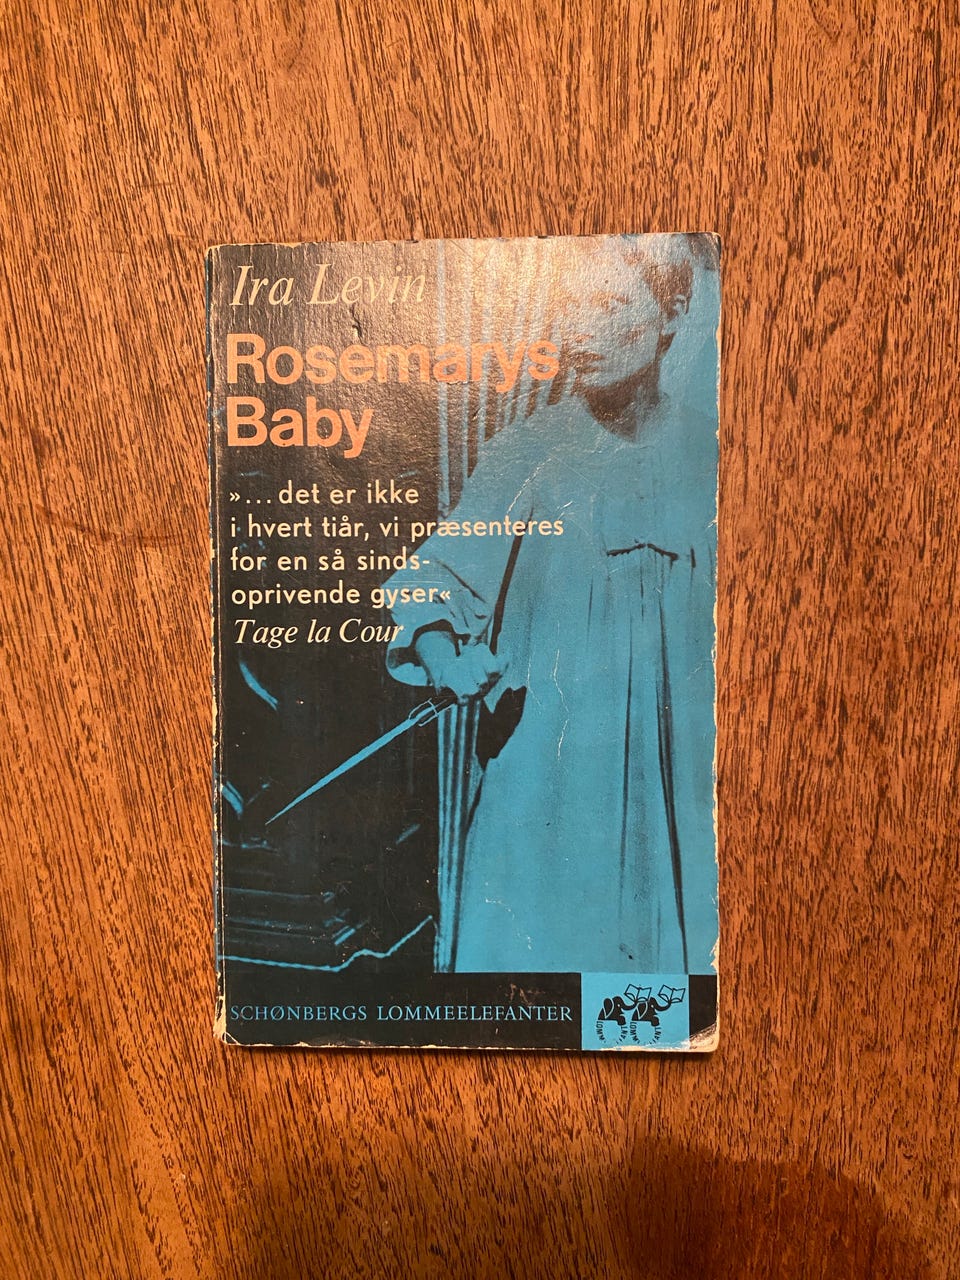 Ira Levin
Rosemarys
Baby
»...det er ikke
i hvert tiår, vi præsenteres
for en så sinds-
oprivende gyser«
Tage la Cour
SCHØNBERGS LOMMEELEFANTER